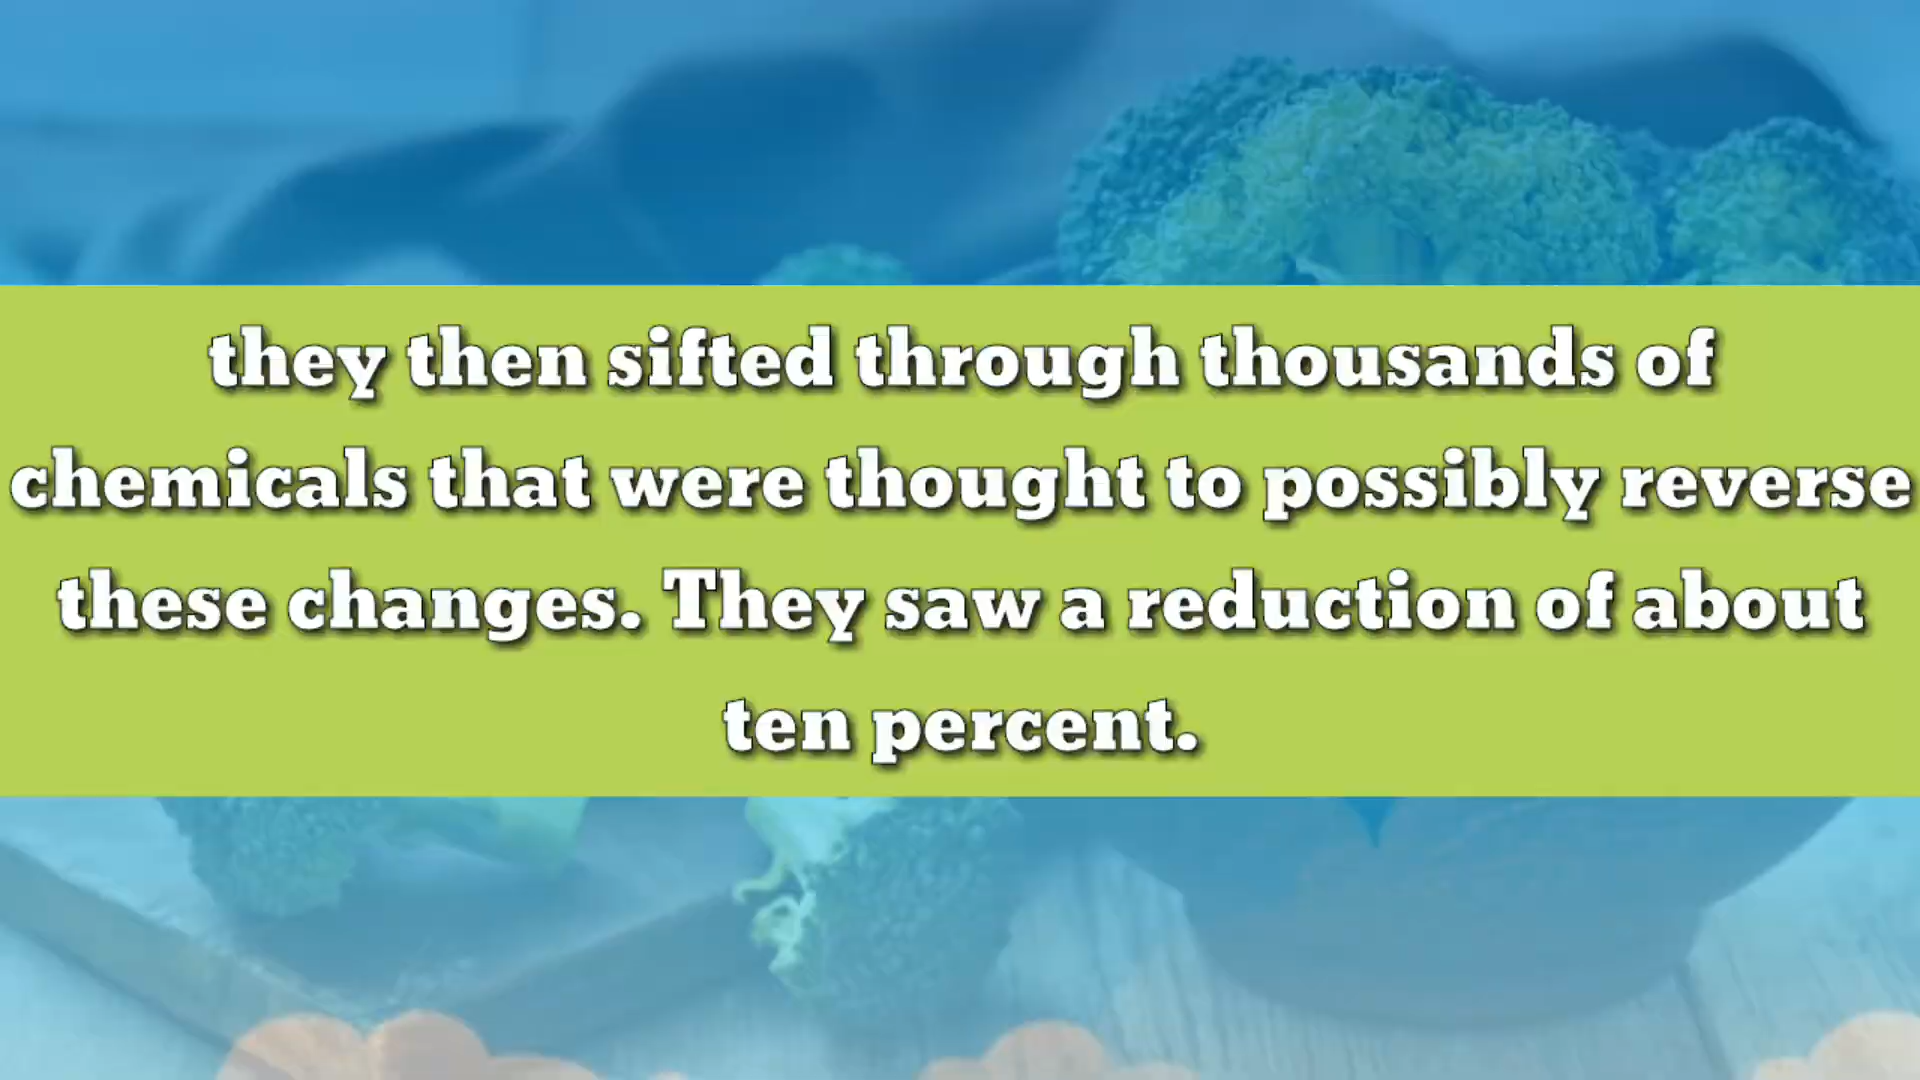 they then sifted through thousands of
chemicals that were thought to possibly reverse
these changes. They saw a reduction of about
ten percent.